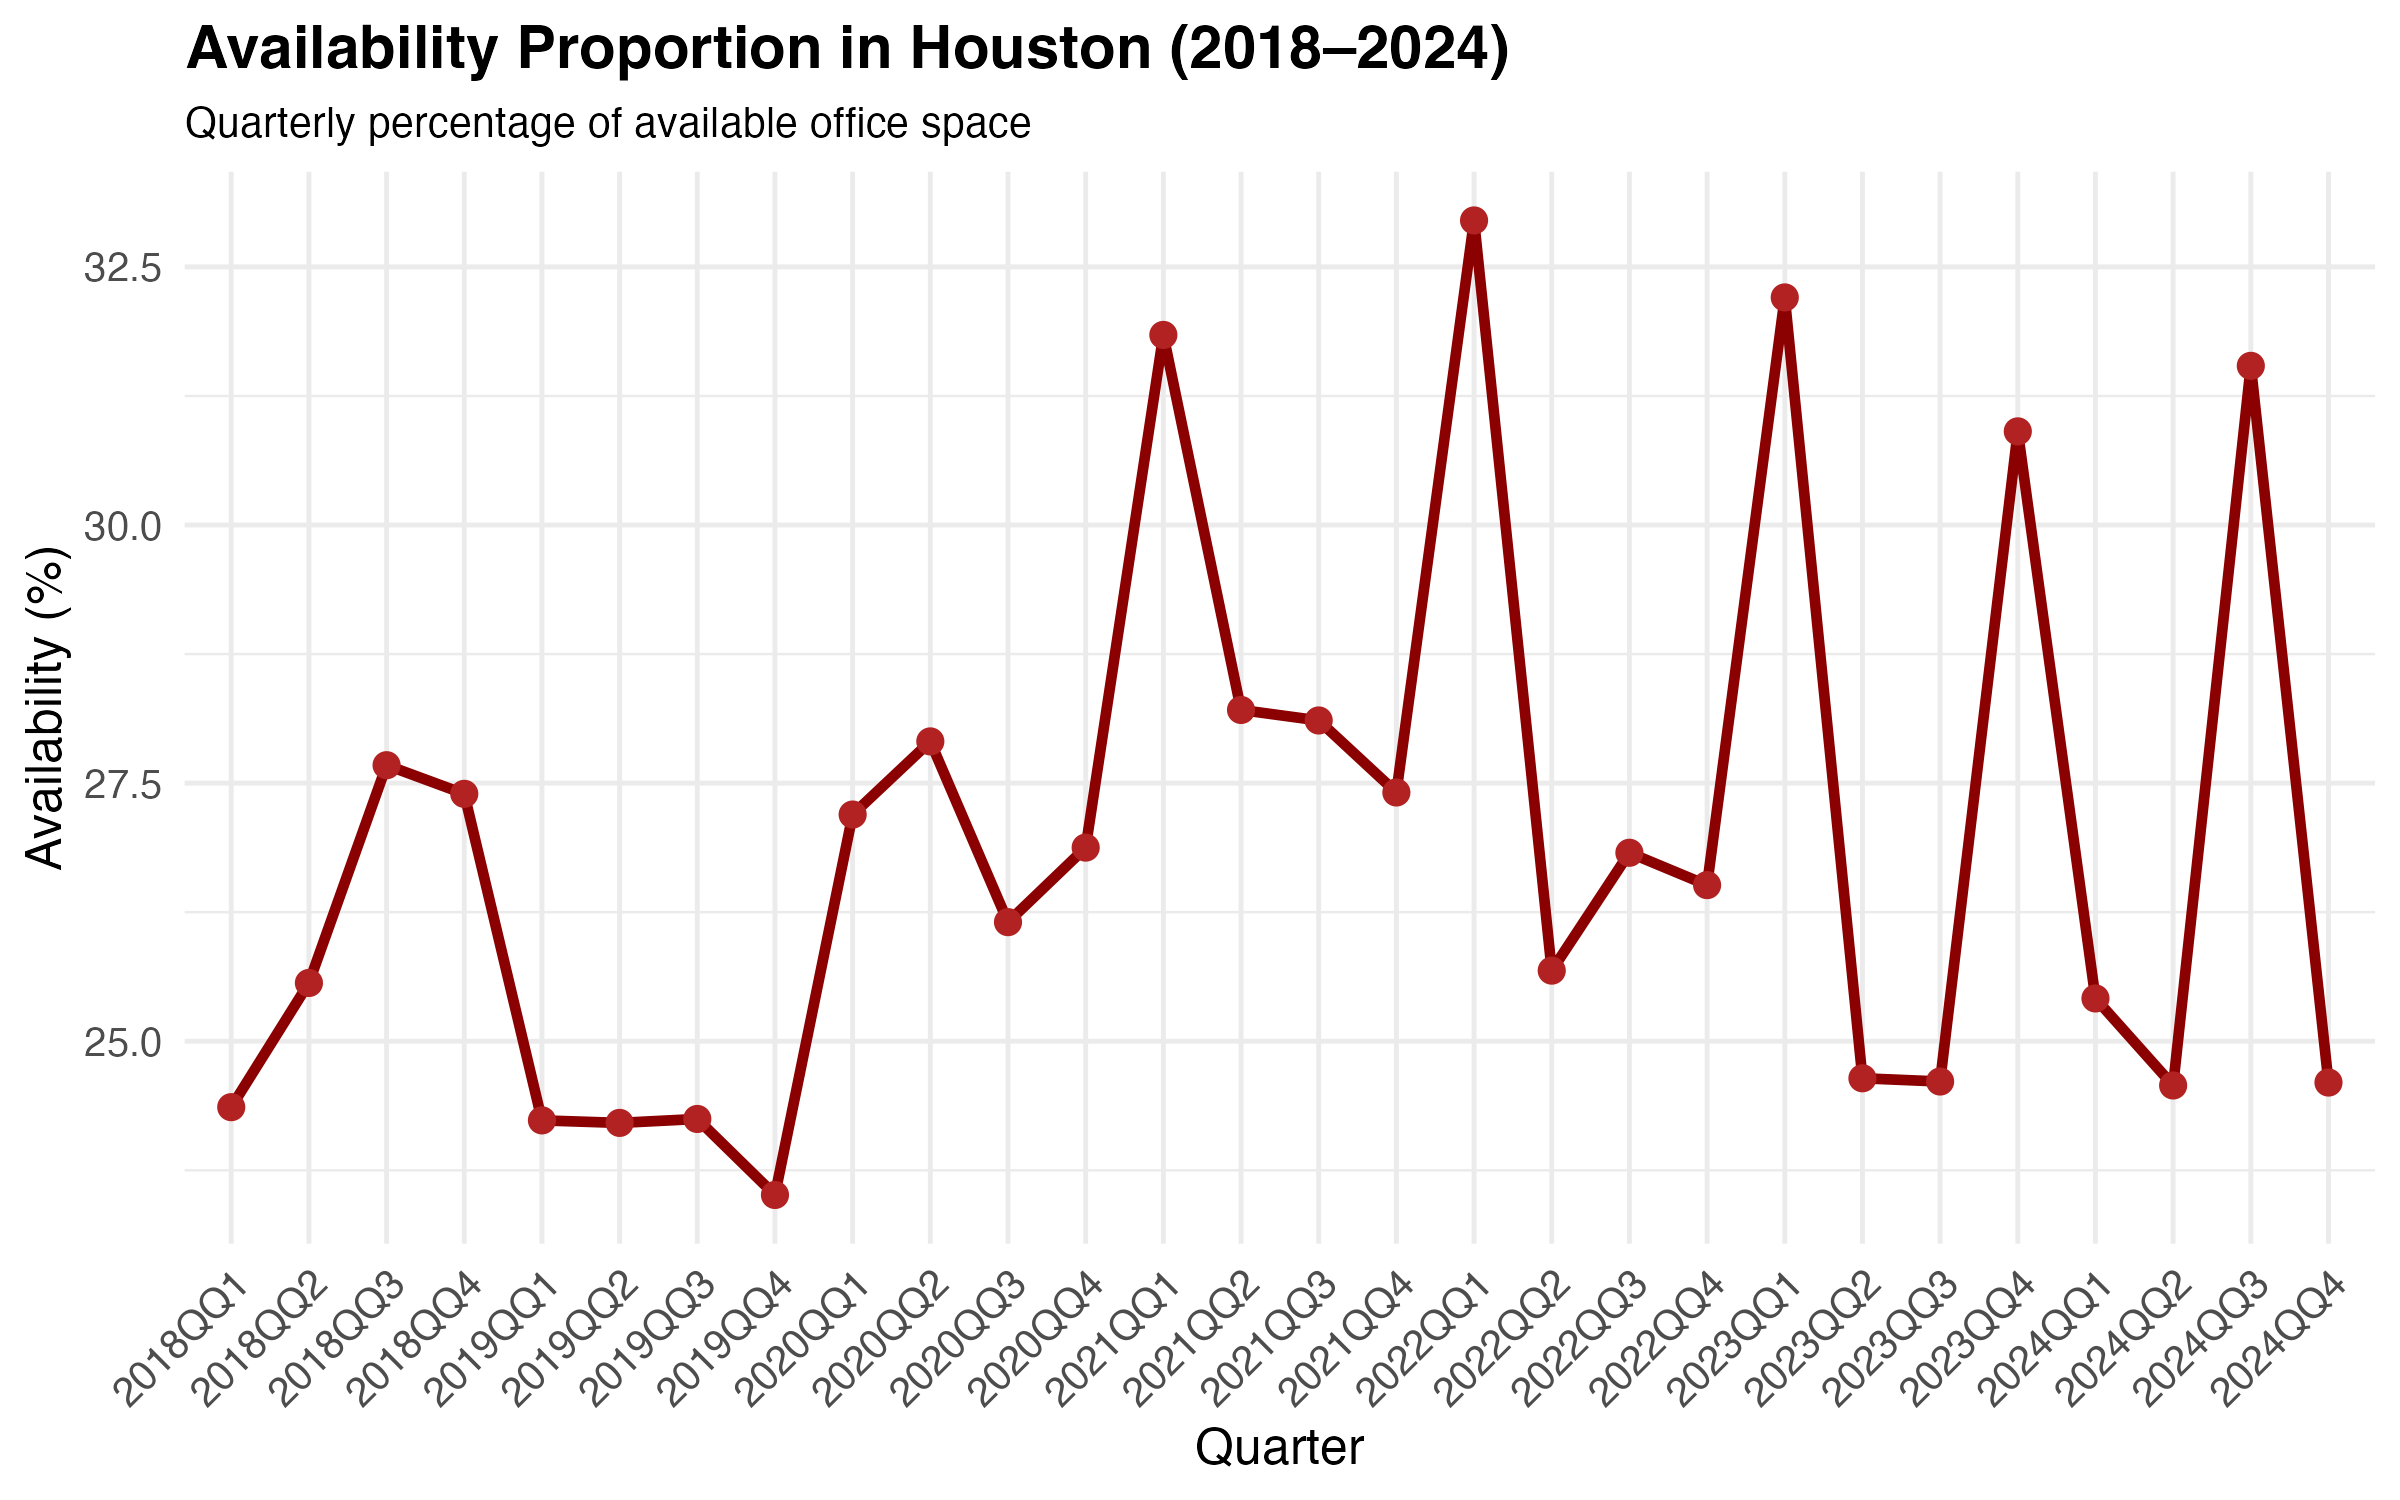 Availability Proportion in Houston (2018–2024)
Quarterly percentage of available office space
Availability (%)
32.5
30.0
27.5
25.0
2018QQ1
2018QQ2
2018QQ3
2018QQ4
2019QQ1
2019QQ2
2019QQ3
2019QQ4
2020QQ1
2020QQ2
2020QQ3
2020QQ4
2021QQ1
2021QQ2
2021QQ3
2021QQ4
2022QQ1
2022QQ2
2022QQ3
2022QQ4
2023QQ1
2023QQ2
2023QQ3
2023QQ4
2024QQ1
2024QQ2
2024QQ3
2024QQ4
Quarter